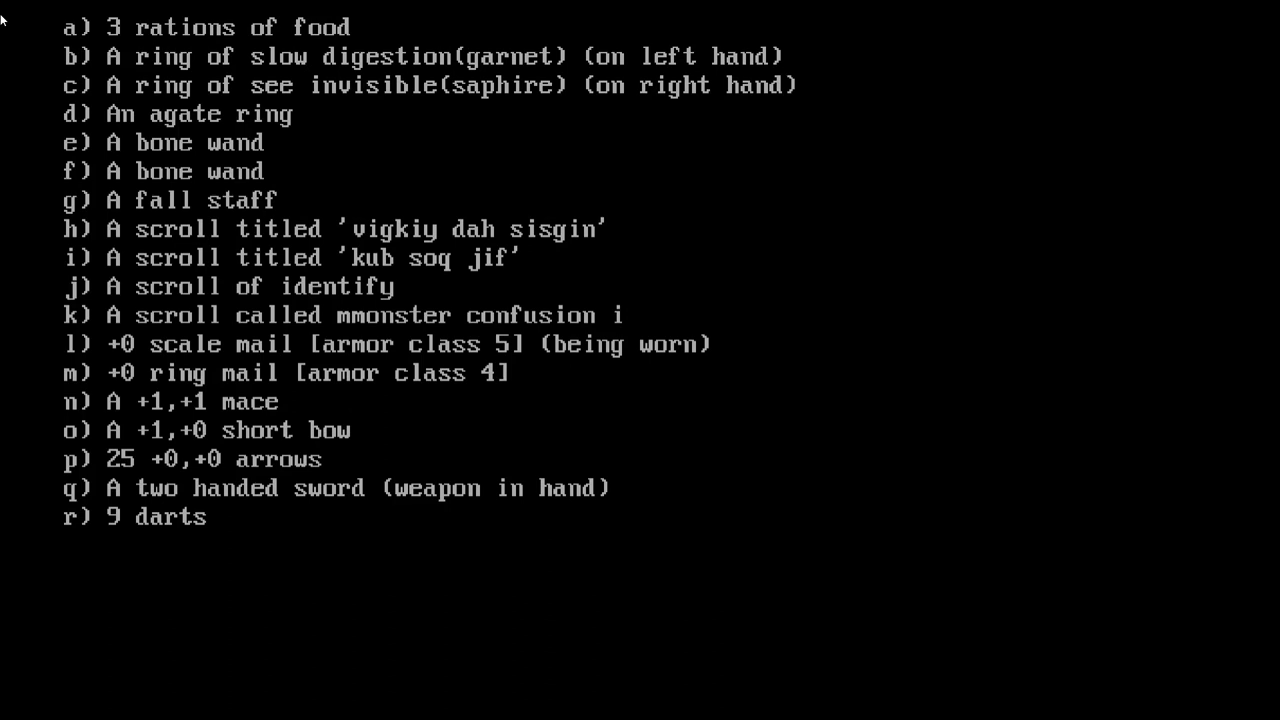 a) 3 rations of food
b) A ring of slow digestion(garnet) (on left hand)
c) A ring of see invisible(saphire) (on right hand)
d) An agate ring
e) A bone wand
f) A bone wand
g) A fall staff
h) A scroll titled 'vigkiy dah sisgin'
i) A scroll titled 'kub soq jif'
j) A scroll of identify
k) A scroll called mmonster confusion i
l) +0 scale mail [armor class 5] (being worn)
m) +0 ring mail [armor class 4]
n) A +1,+1 mace
o) A +1,+0 short bow
p) 25 +0,+0 arrows
q) A two handed sword (weapon in hand)
r) 9 darts